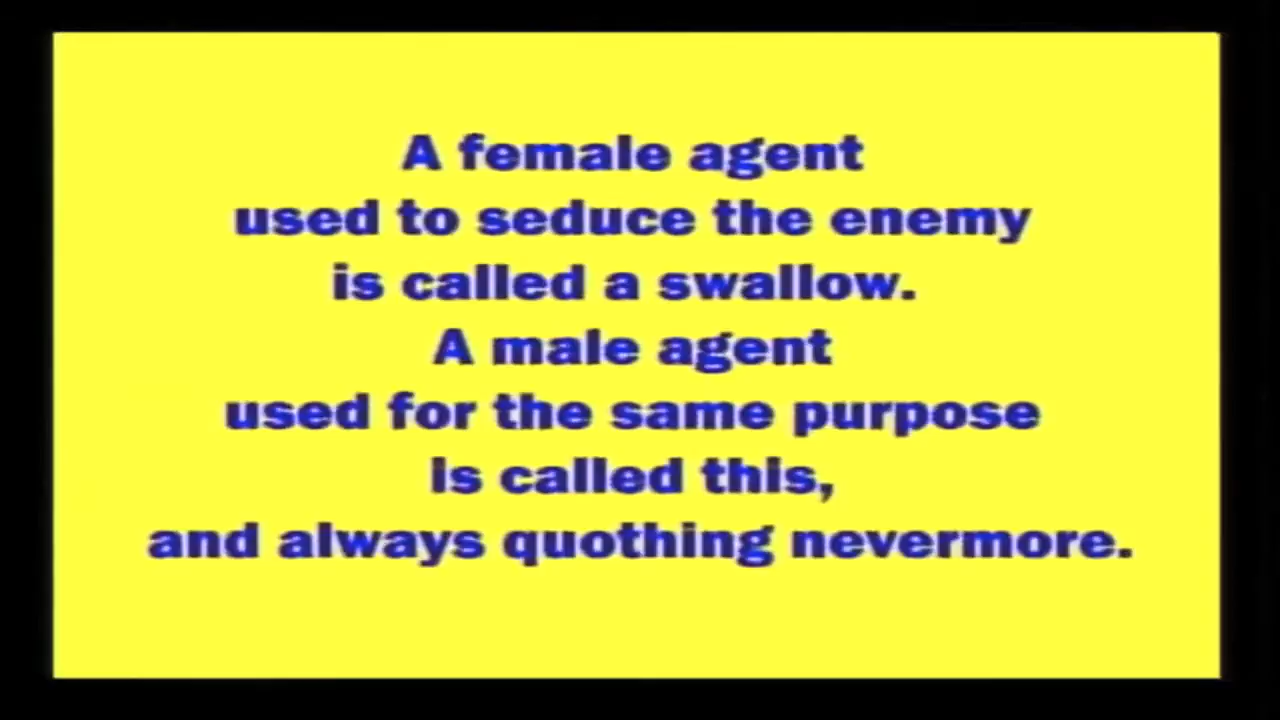 A female agent
used to seduce the enemy
is called a swallow.
A male agent
used for the same purpose
is called this,
and always quothing nevermore.